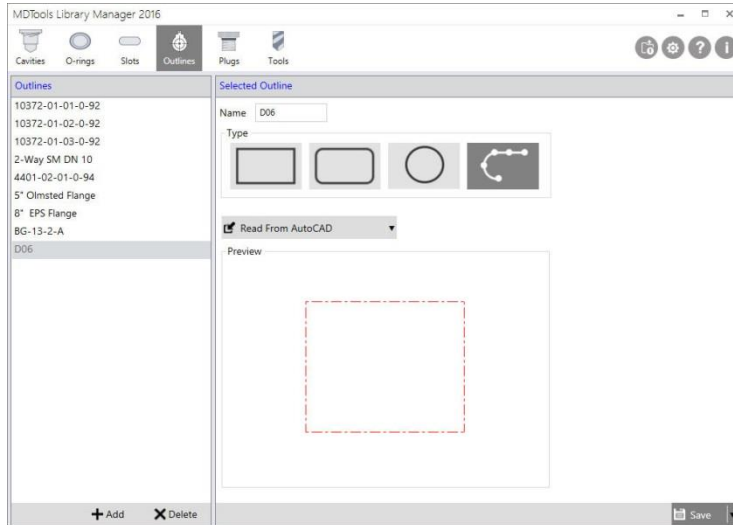 MDTools Library Manager 2016
Cavities O-rings Slots Outlines Plugs Tools
Outlines
10372-01-01-0-92
10372-01-02-0-92
10372-01-03-0-92
2-Way SM DN 10
4401-02-01-0-94
5" Olmsted Flange
8" EPS Flange
BG-13-2-A
D06
Add Delete
Selected Outline
Name D06
Type
Read From AutoCAD
Preview
Save